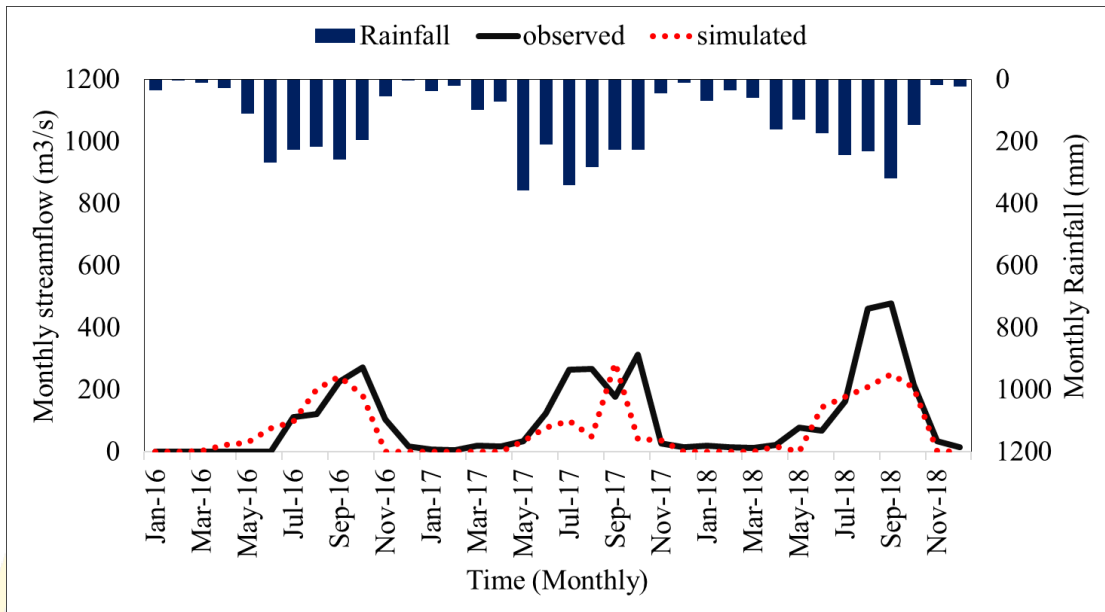 Rainfall observed simulated
1200
1000
800
600
400
200
0
Monthly streamflow (m3/s)
0
200
400
600
800
1000
1200
Monthly Rainfall (mm)
Jan-16
Mar-16
May-16
Jul-16
Sep-16
Nov-16
Jan-17
Mar-17
May-17
Jul-17
Sep-17
Nov-17
Jan-18
Mar-18
May-18
Jul-18
Sep-18
Nov-18
Time (Monthly)